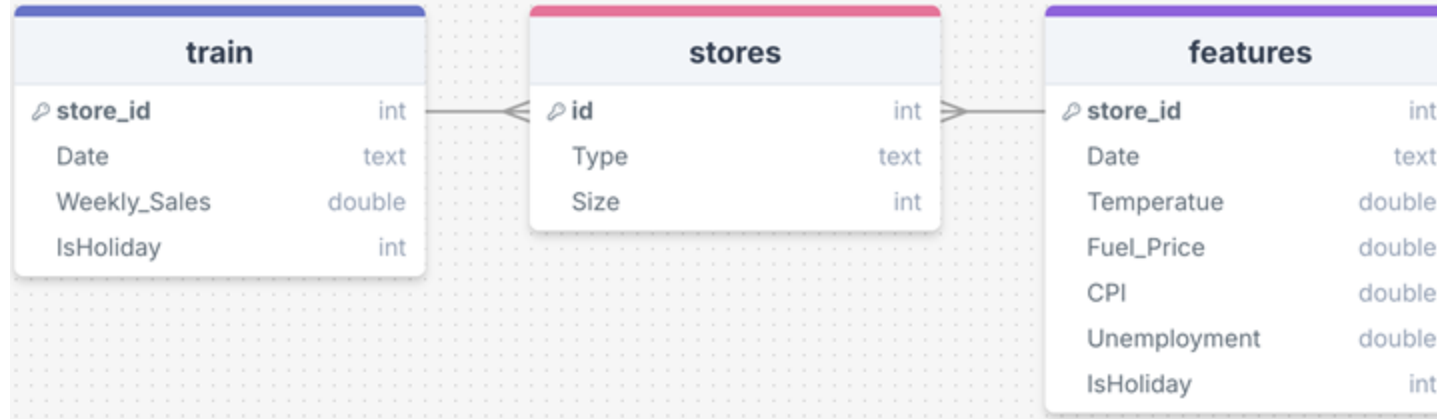 train
store_id int
Date text
Weekly_Sales double
IsHoliday int
stores
id int
Type text
Size int
features
store_id int
Date text
Temperatue double
Fuel_Price double
CPI double
Unemployment double
IsHoliday int